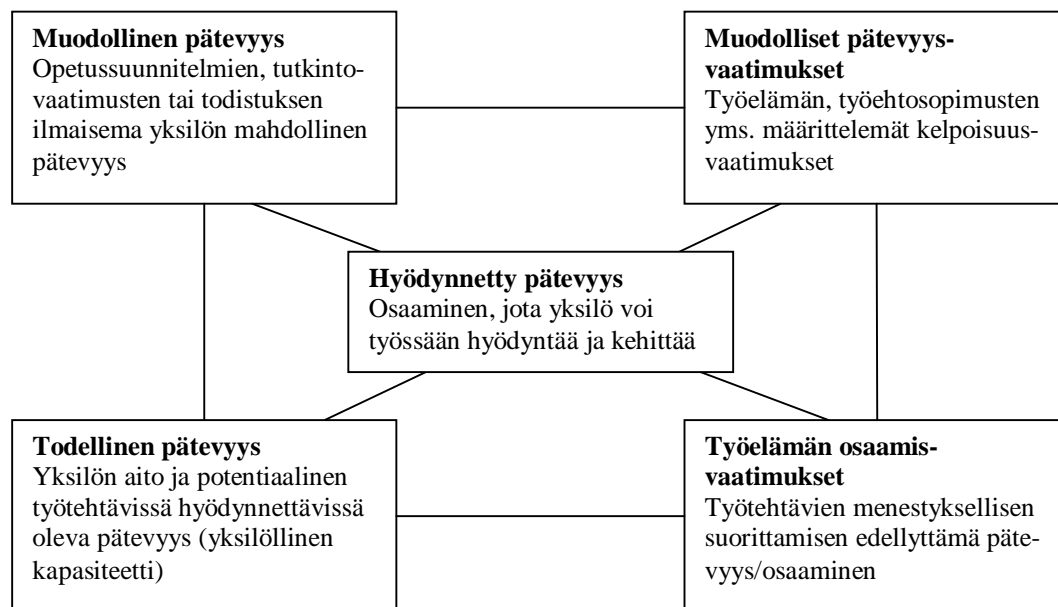 Muodollinen pätevyys
Opetussuunnitelmien, tutkinto-
vaatimusten tai todistuksen
ilmaisema yksilön mahdollinen
pätevyys
Muodolliset pätevyys-
vaatimukset
Työelämän, työehtosopimusten
yms. määrittelemät kelpoisuus-
vaatimukset
Hyödynnetty pätevyys
Osaaminen, jota yksilö voi
työssään hyödyntää ja kehittää
Todellinen pätevyys
Yksilön aito ja potentiaalinen
työtehtävissä hyödynnettävissä
oleva pätevyys (yksilöllinen
kapasiteetti)
Työelämän osaamis-
vaatimukset
Työtehtävien menestyksellisen
suorittamisen edellyttämä päte-
vyys/osaaminen